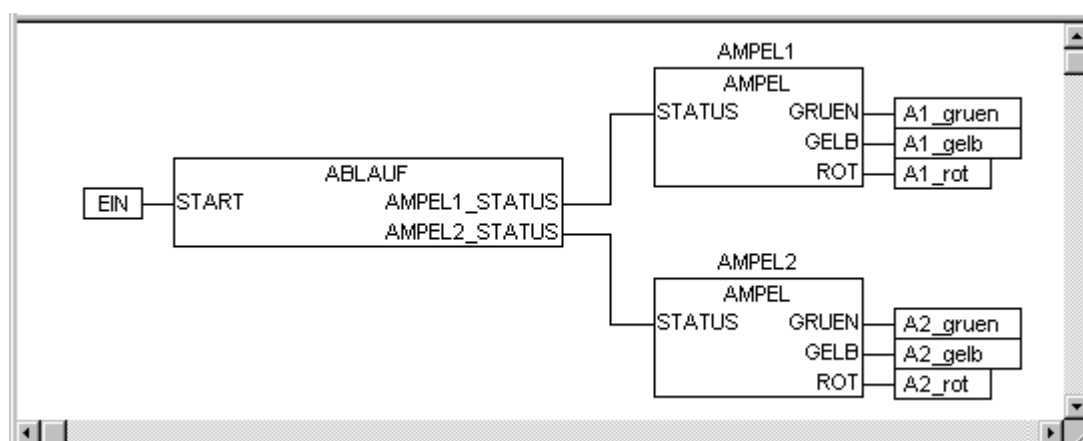 AMPEL1
AMPEL
STATUS GRUEN A1_gruen
GELB A1_gelb
ROT A1_rot
ABLAUF
EIN START AMPEL1_STATUS
AMPEL2_STATUS
AMPEL2
AMPEL
STATUS GRUEN A2_gruen
GELB A2_gelb
ROT A2_rot